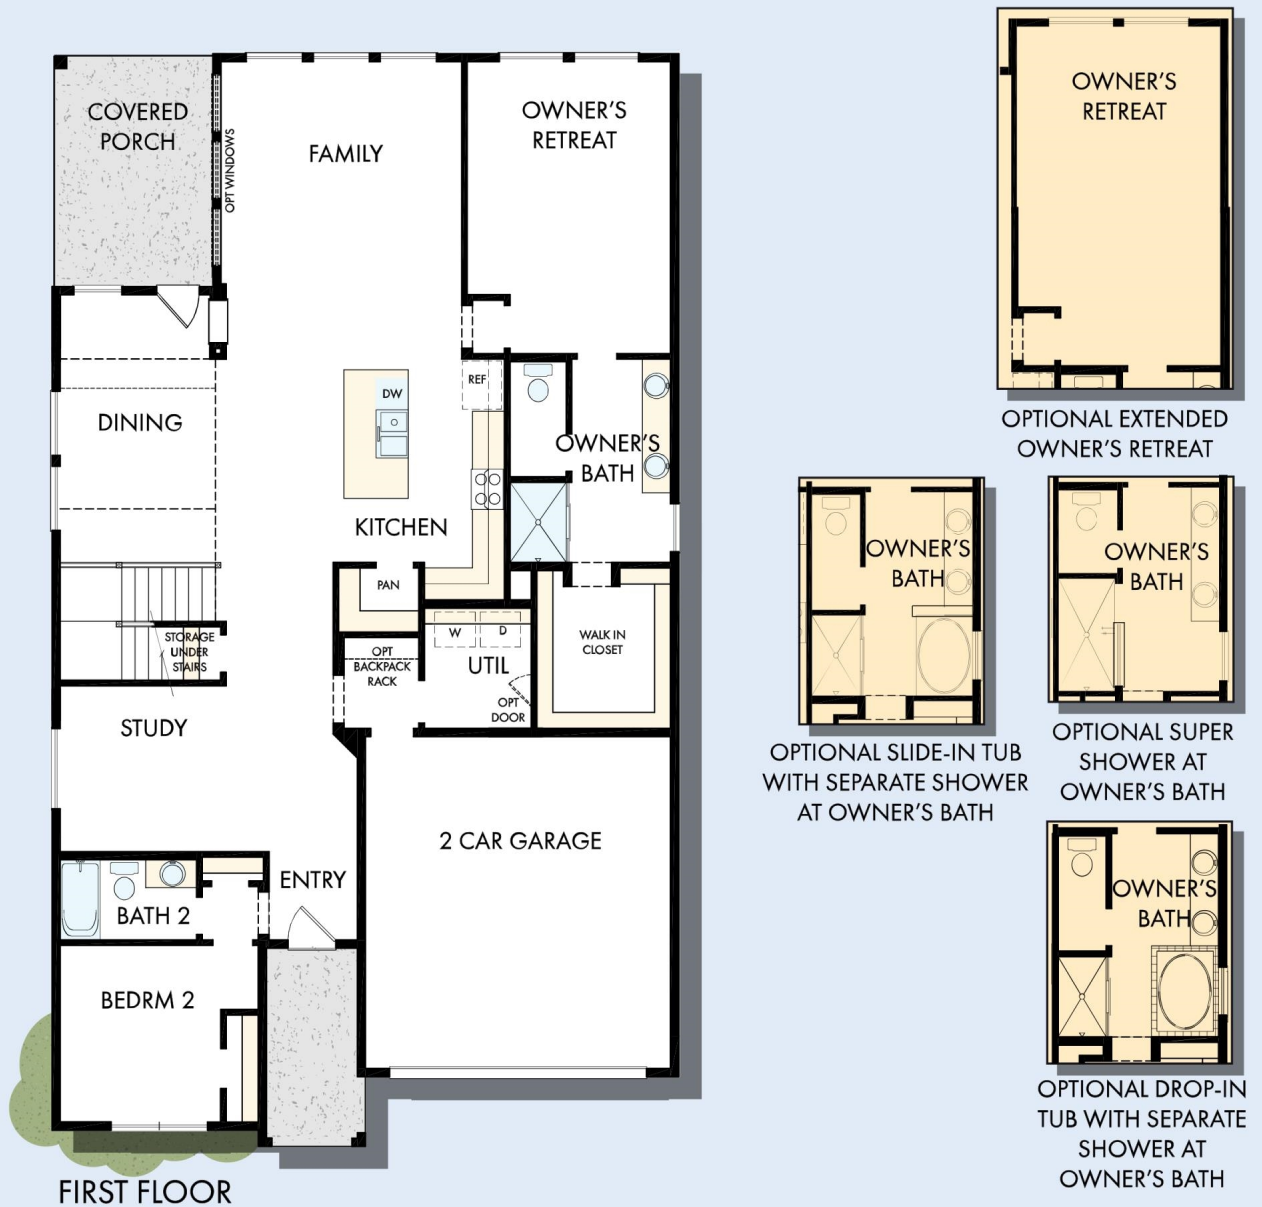 COVERED
PORCH
OPT WINDOWS
FAMILY
OWNER'S
RETREAT
DINING
DW
REF
OWNER'S
BATH
KITCHEN
PAN
STORAGE
UNDER
STAIRS
OPT
BACKPACK
RACK
W
D
UTIL
OPT
DOOR
WALK IN
CLOSET
STUDY
2 CAR GARAGE
ENTRY
BATH 2
BEDRM 2
FIRST FLOOR
OWNER'S
RETREAT
OPTIONAL EXTENDED
OWNER'S RETREAT
OWNER'S
BATH
OPTIONAL SLIDE-IN TUB
WITH SEPARATE SHOWER
AT OWNER'S BATH
OWNER'S
BATH
OPTIONAL SUPER
SHOWER AT
OWNER'S BATH
OWNER'S
BATH
OPTIONAL DROP-IN
TUB WITH SEPARATE
SHOWER AT
OWNER'S BATH